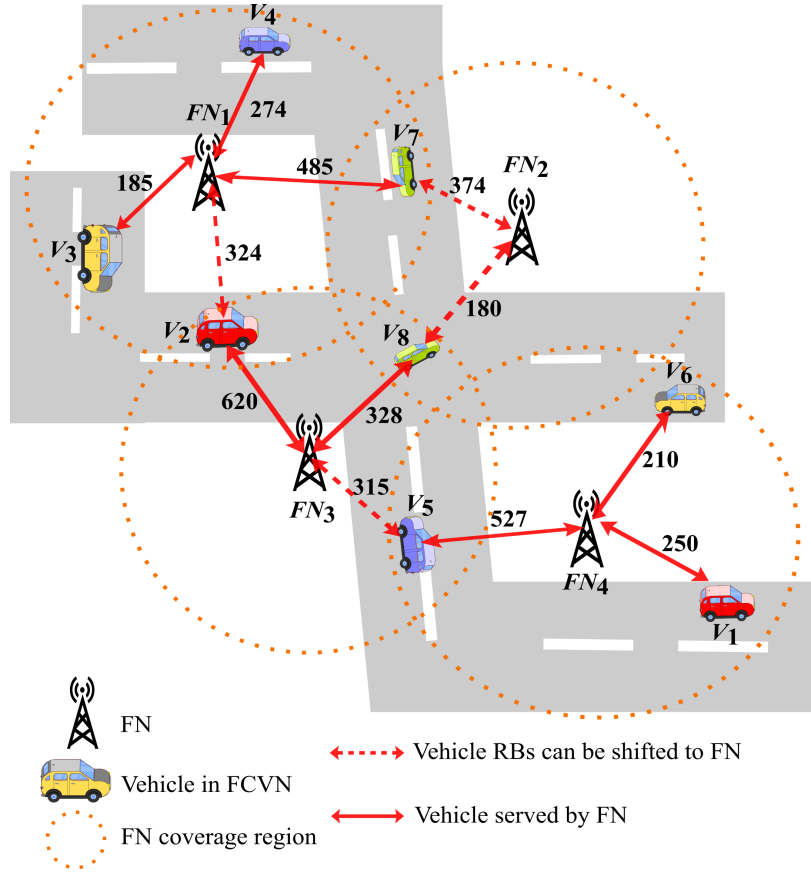 V4
FN1
274
V7
FN2
485
374
185
V3
324
180
V2
V8
V6
620
328
210
315
V5
FN3
527
250
FN4
V1
FN
Vehicle RBs can be shifted to FN
Vehicle in FCVN
Vehicle served by FN
FN coverage region